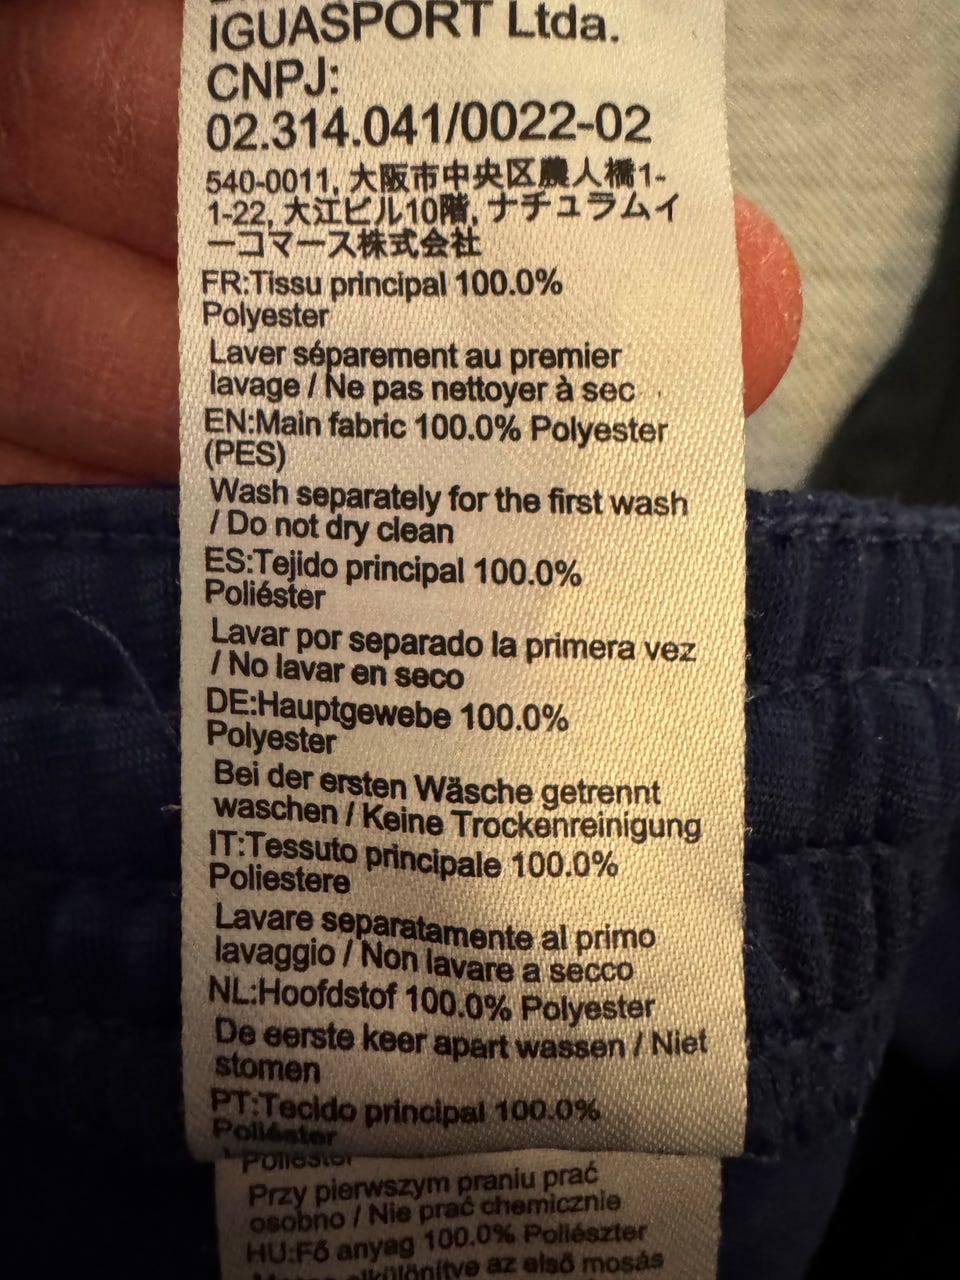 IGUASPORT Ltda.
CNPJ:
02.314.041/0022-02
540-0011, 大阪市中央区農人橋1-
1-22, 大江ビル10階, ナチュラムイ
ーコマース株式会社
FR:Tissu principal 100.0%
Polyester
Laver séparement au premier
lavage / Ne pas nettoyer à sec
EN:Main fabric 100.0% Polyester
(PES)
Wash separately for the first wash
/ Do not dry clean
ES:Tejido principal 100.0%
Poliéster
Lavar por separado la primera vez
/ No lavar en seco
DE:Hauptgewebe 100.0%
Polyester
Bei der ersten Wäsche getrennt
waschen / Keine Trockenreinigung
IT:Tessuto principale 100.0%
Poliestere
Lavare separatamente al primo
lavaggio / Non lavare a secco
NL:Hoofdstof 100.0% Polyester
De eerste keer apart wassen / Niet
stomen
PT:Tecido principal 100.0%
Poliéster
Przy pierwszym praniu prać
osobno / Nie prać chemicznie
HU:Fő anyag 100.0% Poliészter
elkülönítve az első mosás